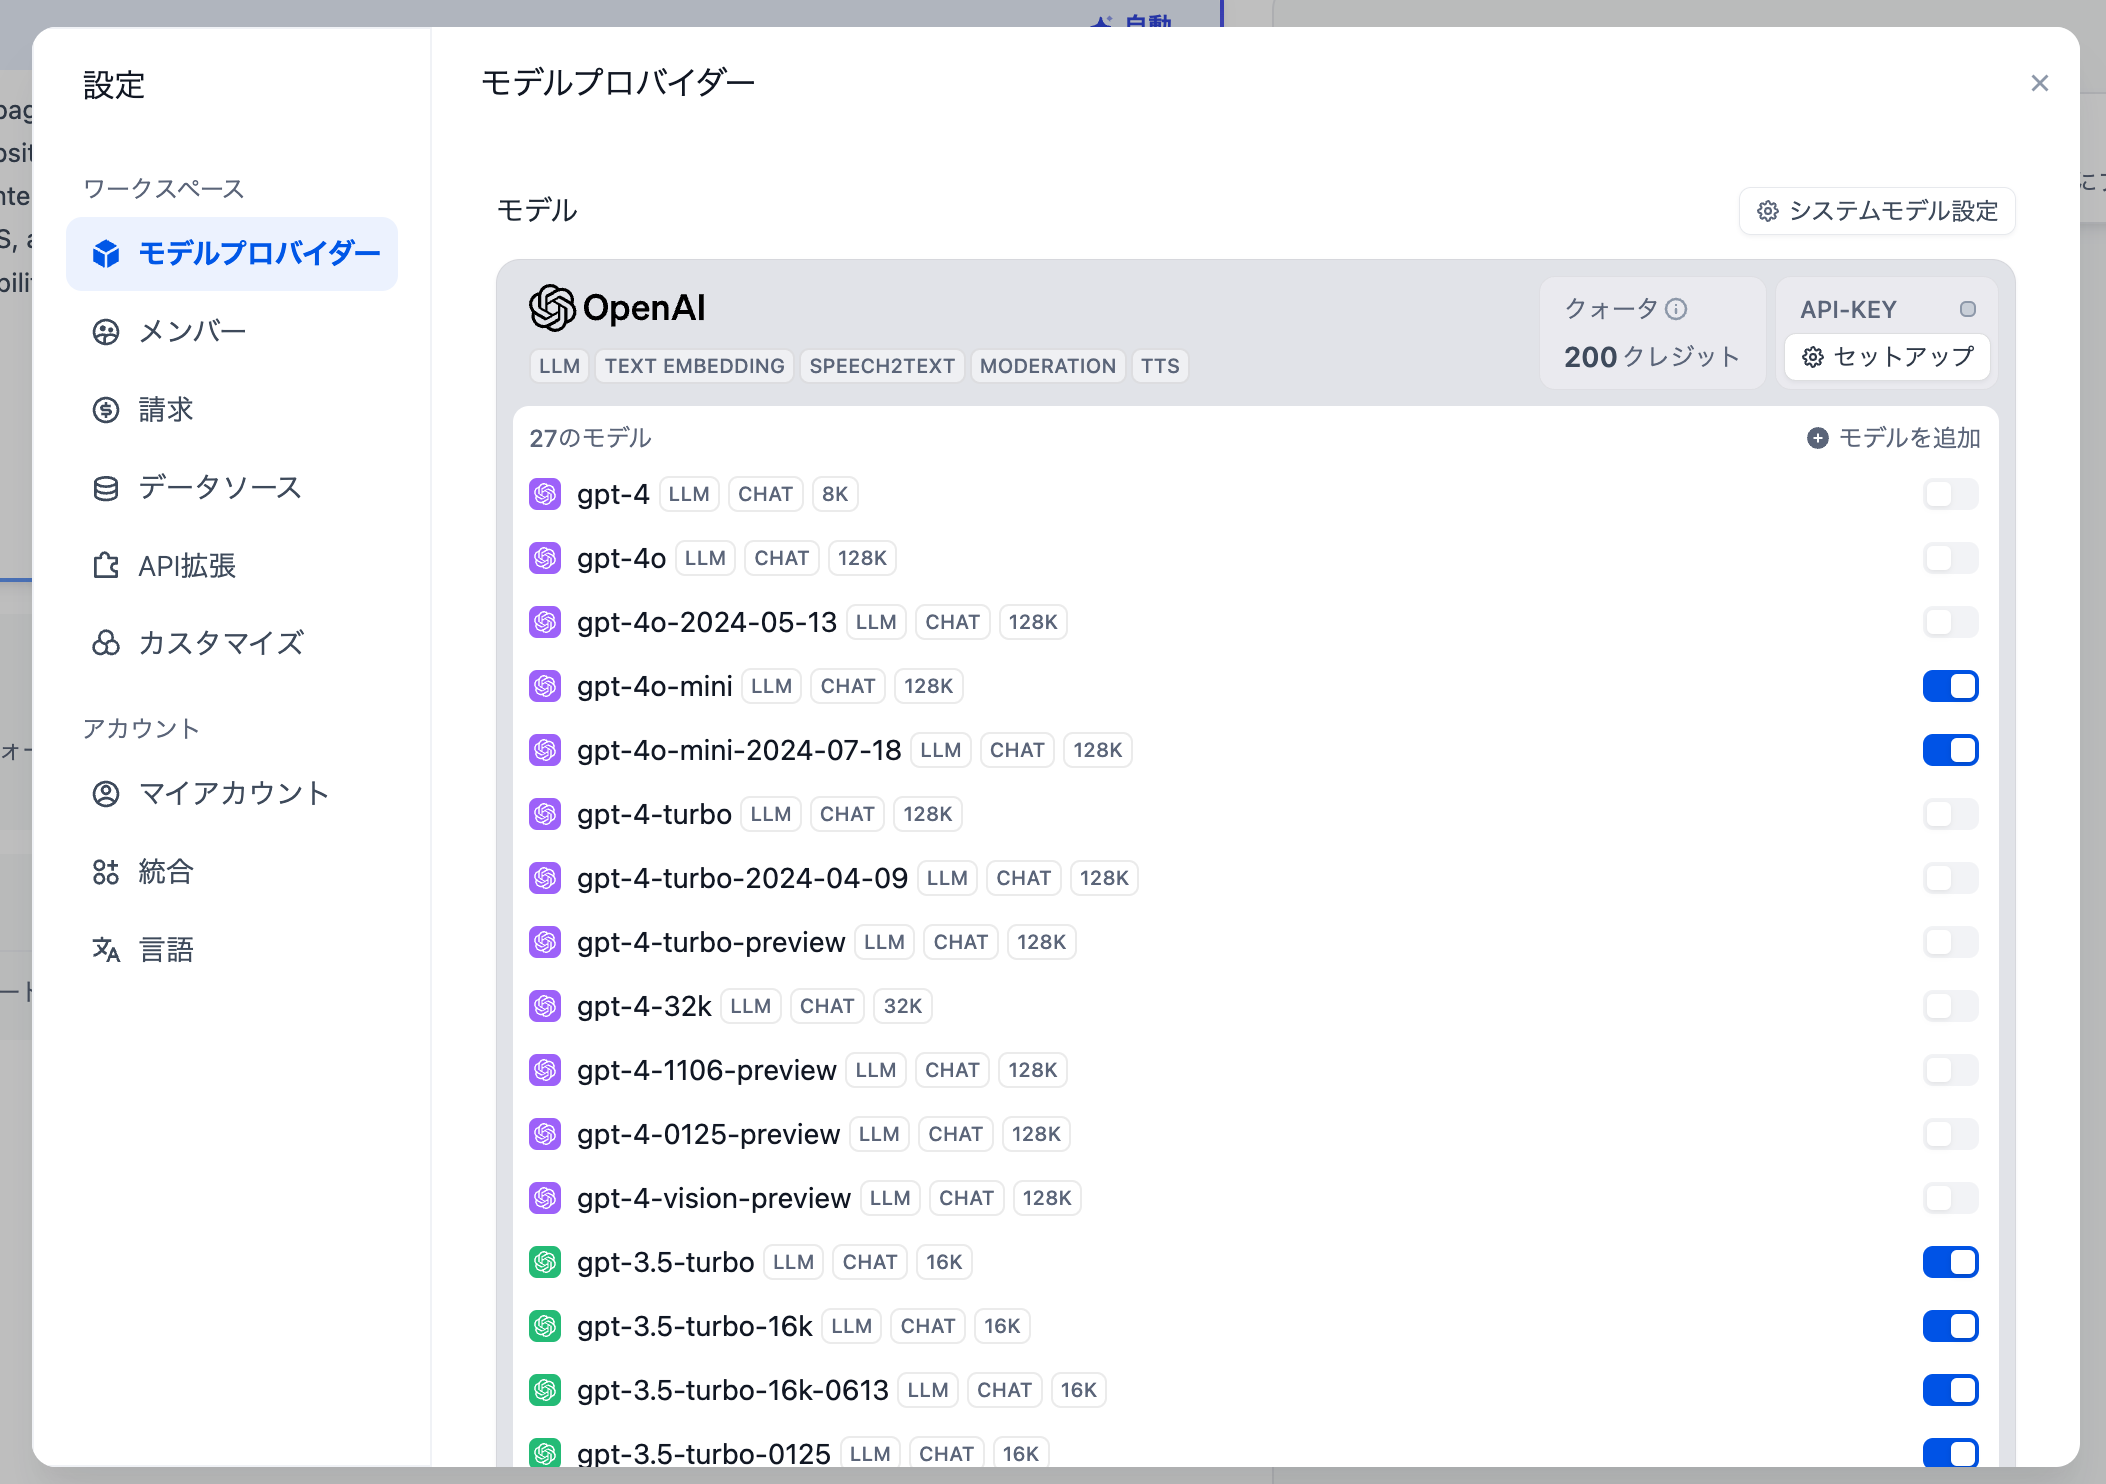 自動
設定
ワークスペース
モデルプロバイダー
メンバー
請求
データソース
API拡張
カスタマイズ
アカウント
マイアカウント
統合
言語
モデルプロバイダー
モデル
システムモデル設定
OpenAI
LLM TEXT EMBEDDING SPEECH2TEXT MODERATION TTS
クォータ
200 クレジット
API-KEY
セットアップ
27のモデル
モデルを追加
gpt-4 LLM CHAT 8K
gpt-4o LLM CHAT 128K
gpt-4o-2024-05-13 LLM CHAT 128K
gpt-4o-mini LLM CHAT 128K
gpt-4o-mini-2024-07-18 LLM CHAT 128K
gpt-4-turbo LLM CHAT 128K
gpt-4-turbo-2024-04-09 LLM CHAT 128K
gpt-4-turbo-preview LLM CHAT 128K
gpt-4-32k LLM CHAT 32K
gpt-4-1106-preview LLM CHAT 128K
gpt-4-0125-preview LLM CHAT 128K
gpt-4-vision-preview LLM CHAT 128K
gpt-3.5-turbo LLM CHAT 16K
gpt-3.5-turbo-16k LLM CHAT 16K
gpt-3.5-turbo-16k-0613 LLM CHAT 16K
gpt-3.5-turbo-0125 LLM CHAT 16K